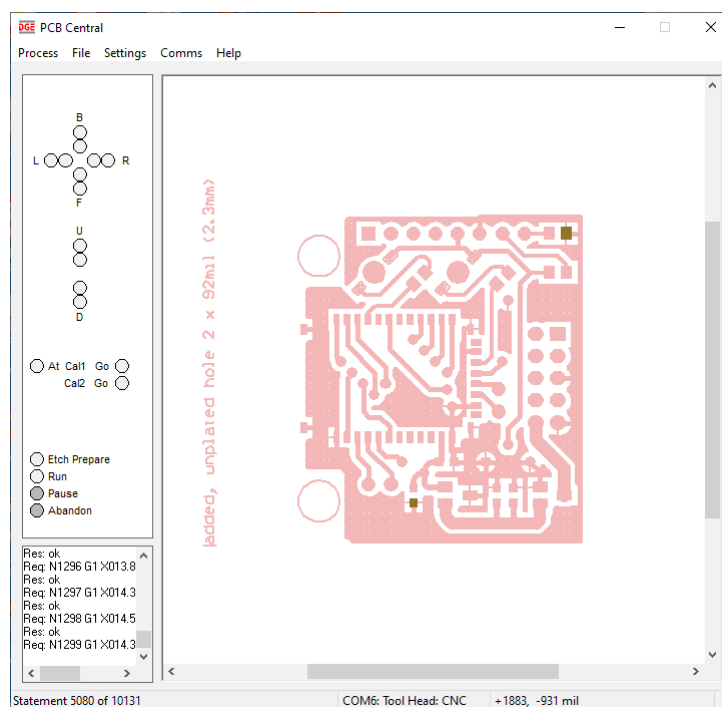 DGE PCB Central
Process File Settings Comms Help
B
L R
F
U
D
At Cal1 Go
Cal2 Go
Etch Prepare
Run
Pause
Abandon
Res: ok
Req: N1296 G1 X013.8
Res: ok
Req: N1297 G1 X014.3
Res: ok
Req: N1298 G1 X014.5
Res: ok
Req: N1299 G1 X014.3
added, unplated hole 2 x 92mil (2.3mm)
Statement 5080 of 10131
COM6: Tool Head: CNC
+1883, -931 mil